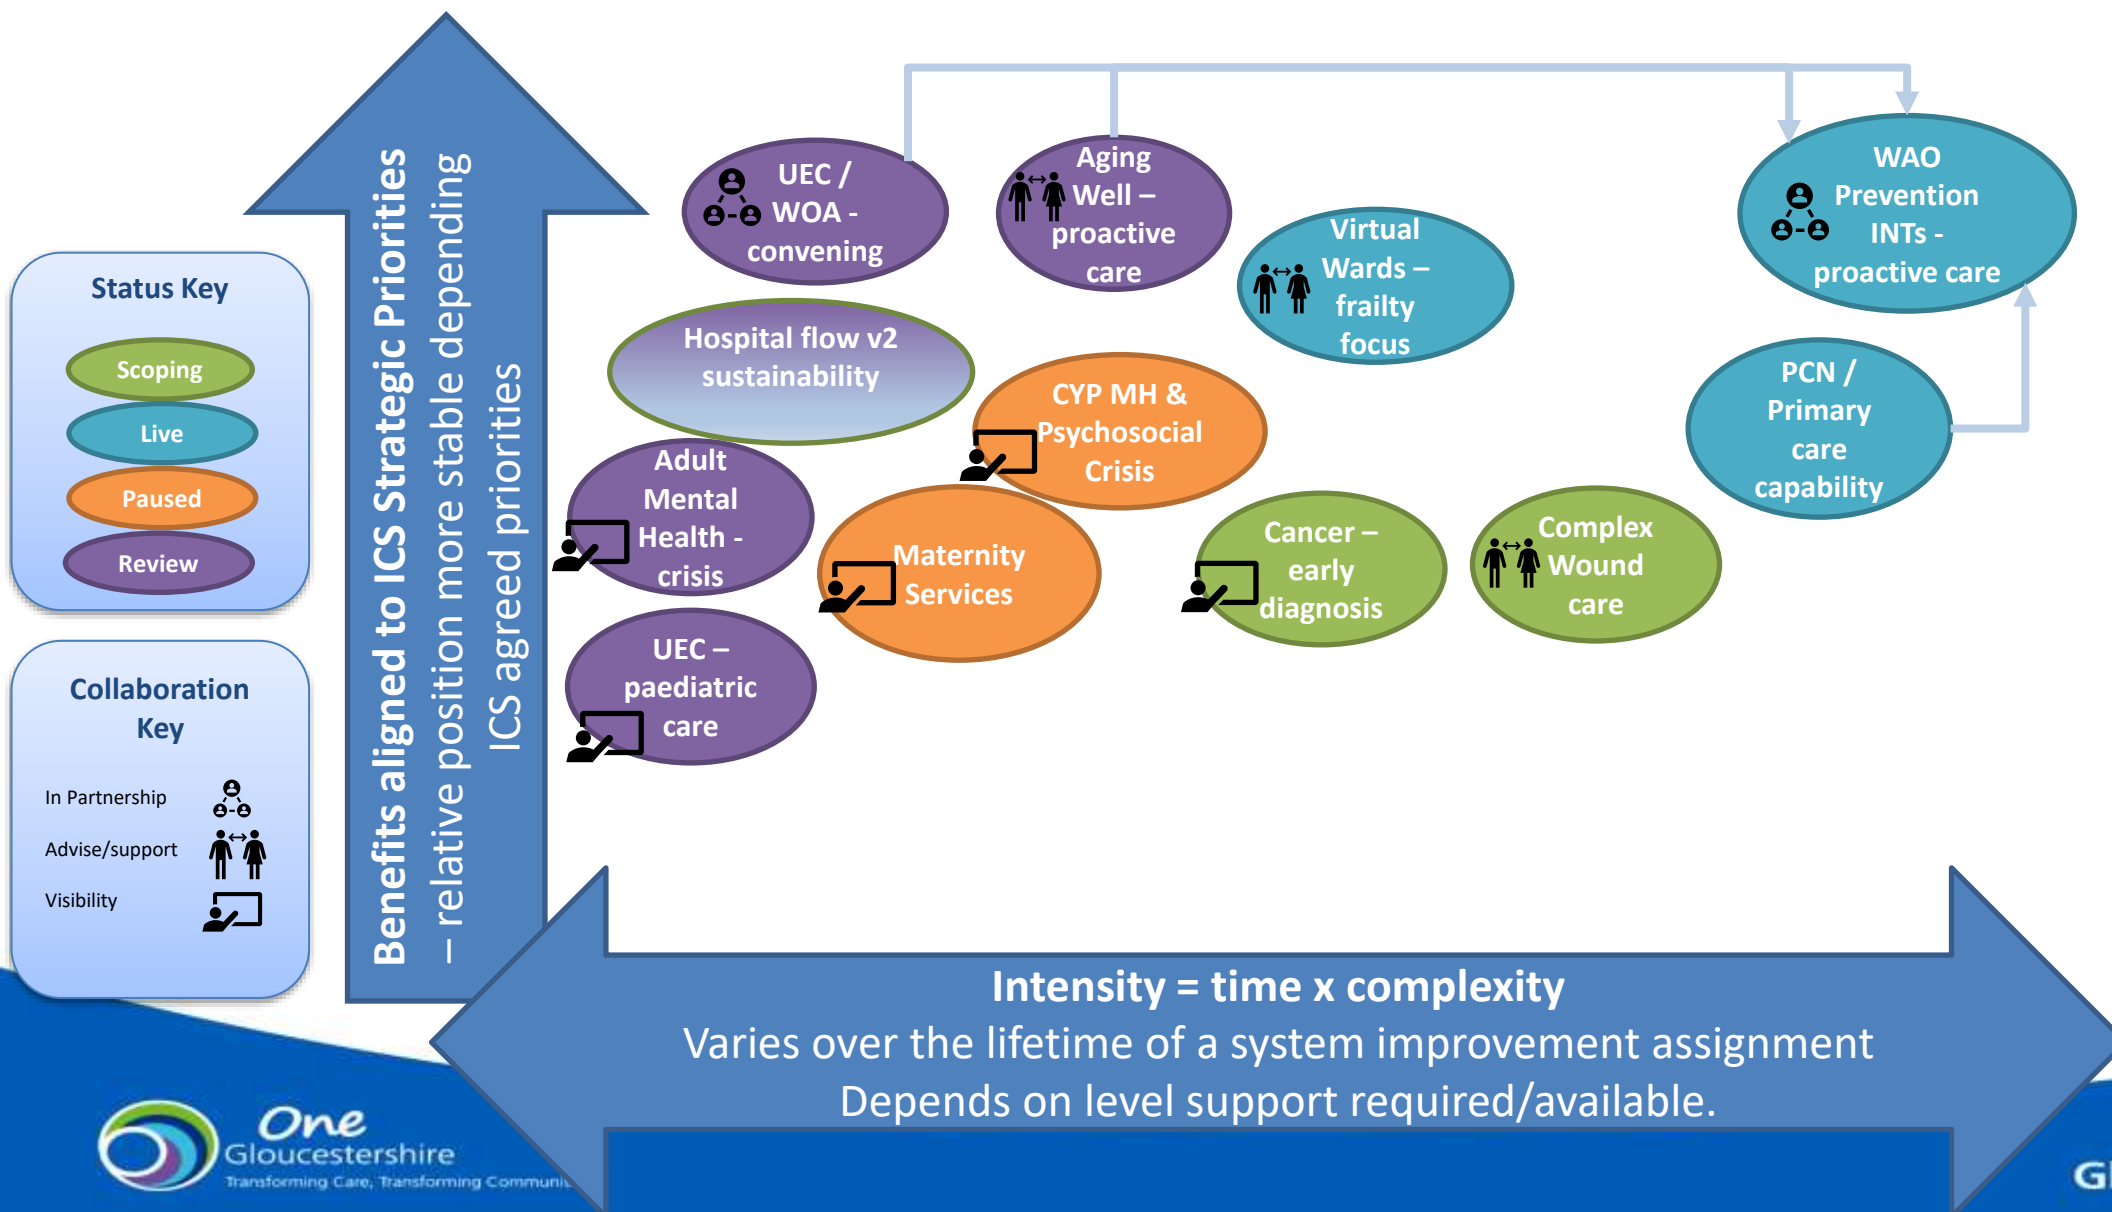 Status Key
Scoping
Live
Paused
Review
Collaboration
Key
In Partnership
Advise/support
Visibility
Benefits aligned to ICS Strategic Priorities
– relative position more stable depending
ICS agreed priorities
UEC /
WOA -
convening
Aging
Well –
proactive
care
Virtual
Wards –
frailty
focus
WAO
Prevention
INTs -
proactive care
Hospital flow v2
sustainability
CYP MH &
Psychosocial
Crisis
PCN /
Primary
care
capability
Adult
Mental
Health -
crisis
Maternity
Services
Cancer –
early
diagnosis
Complex
Wound
care
UEC –
paediatric
care
Intensity = time x complexity
Varies over the lifetime of a system improvement assignment
Depends on level support required/available.
One
Gloucestershire
Transforming Care, Transforming